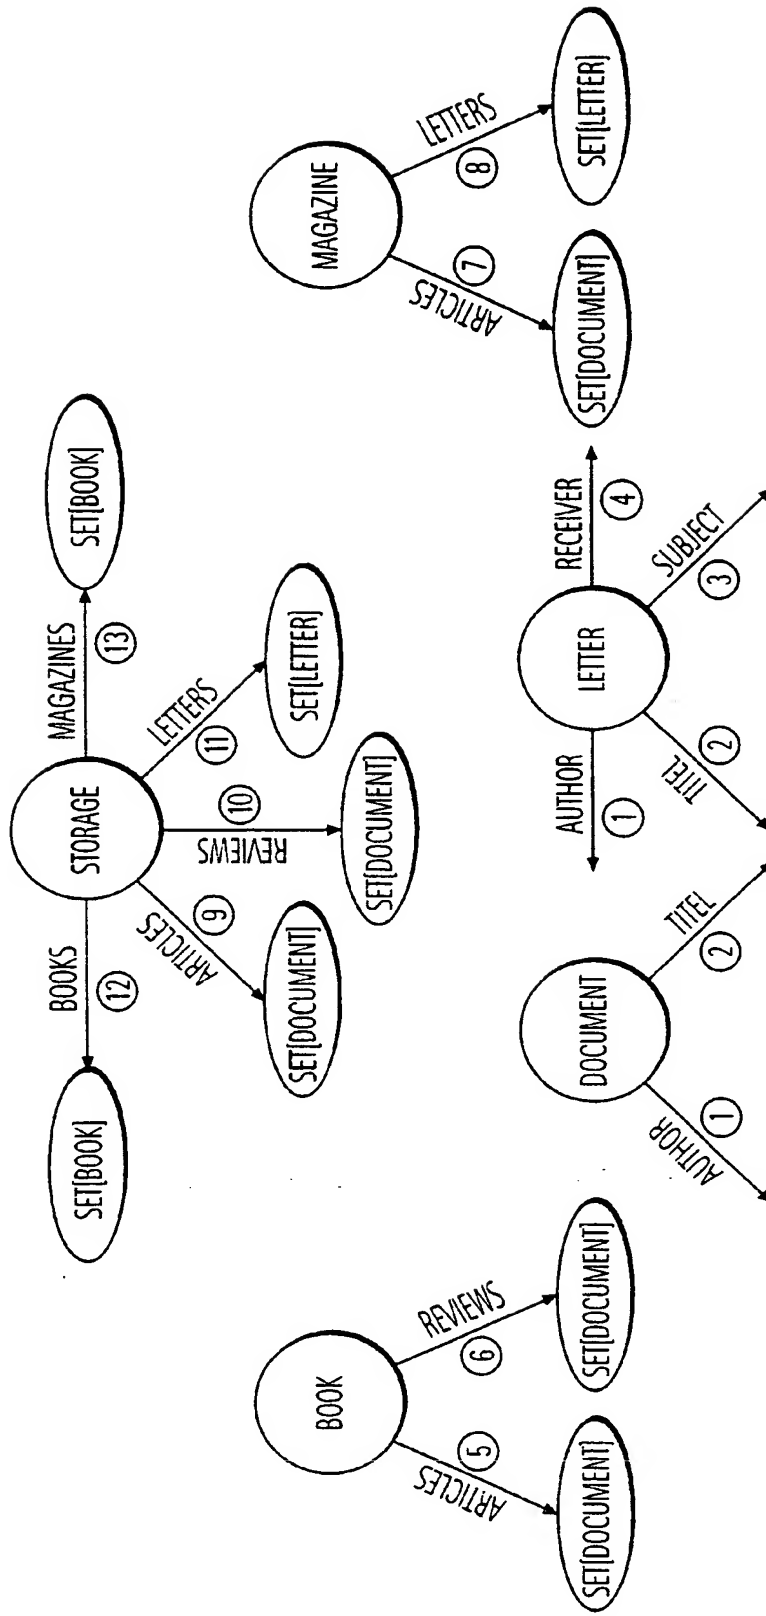 BOOKS
12
MAGAZINES
13
SET[BOOK]
STORAGE
SET[BOOK]
ARTICLES
9
REVIEWS
10
LETTERS
11
SET[DOCUMENT]
SET[DOCUMENT]
SET[LETTER]
BOOK
ARTICLES
5
REVIEWS
6
SET[DOCUMENT]
SET[DOCUMENT]
MAGAZINE
ARTICLES
7
LETTERS
8
SET[DOCUMENT]
SET[LETTER]
DOCUMENT
AUTHOR
1
TITEL
2
LETTER
AUTHOR
1
TITEL
2
SUBJECT
3
RECEIVER
4